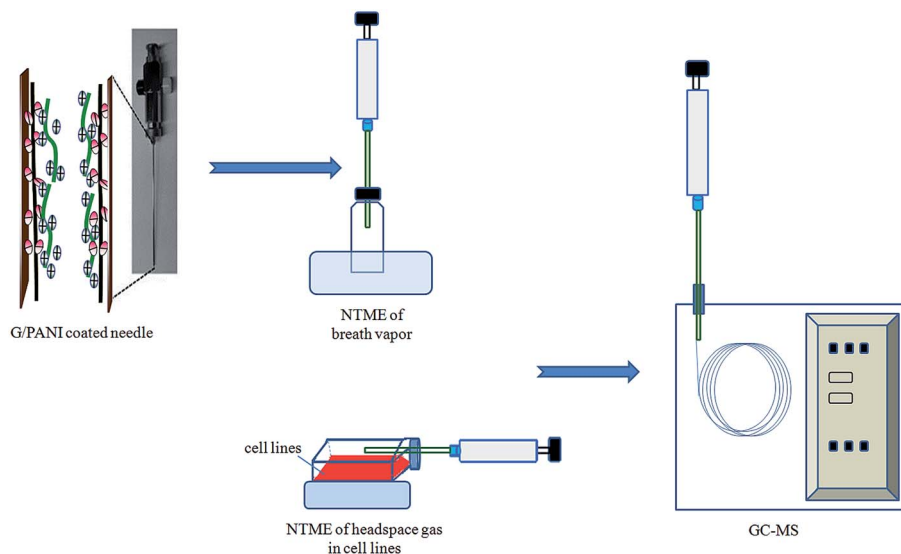 G/PANI coated needle
NTME of
breath vapor
cell lines
NTME of headspace gas
in cell lines
GC-MS